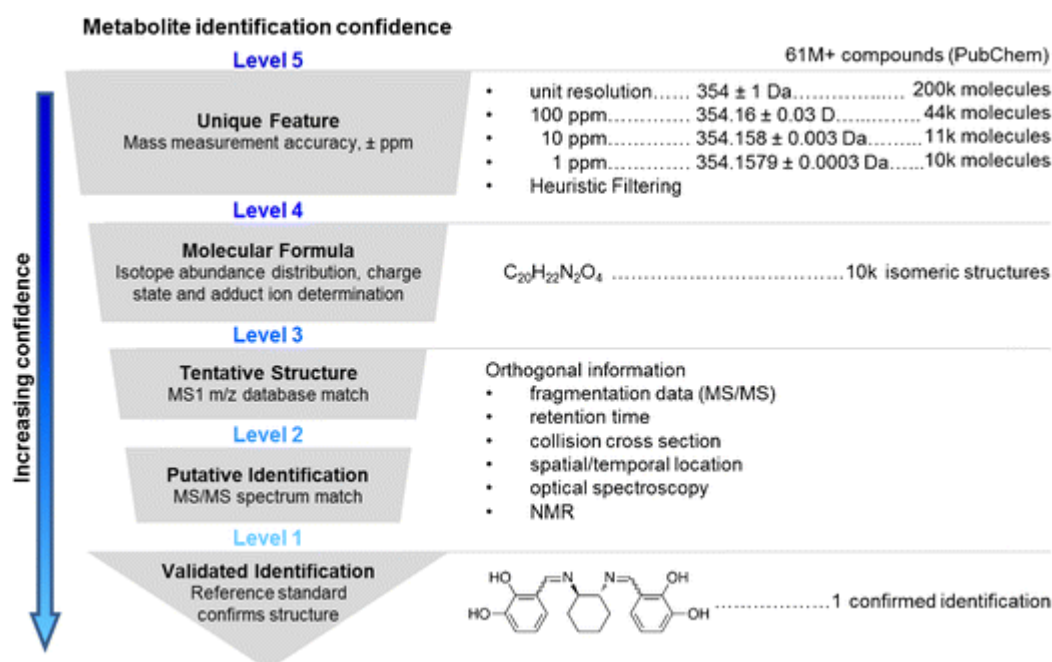 Metabolite identification confidence
Level 5
61M+ compounds (PubChem)
Unique Feature
Mass measurement accuracy, ± ppm
• unit resolution...... 354 ± 1 Da.................. 200k molecules
• 100 ppm............. 354.16 ± 0.03 D............ 44k molecules
• 10 ppm............. 354.158 ± 0.003 Da......... 11k molecules
• 1 ppm............. 354.1579 ± 0.0003 Da...... 10k molecules
• Heuristic Filtering
Level 4
Molecular Formula
Isotope abundance distribution, charge
state and adduct ion determination
C₂₀H₂₂N₂O₄ ........................................ 10k isomeric structures
Level 3
Tentative Structure
MS1 m/z database match
Orthogonal information
• fragmentation data (MS/MS)
• retention time
• collision cross section
• spatial/temporal location
• optical spectroscopy
• NMR
Level 2
Putative Identification
MS/MS spectrum match
Level 1
Validated Identification
Reference standard
confirms structure
HO
HO
N
N
OH
OH
..................1 confirmed identification
Increasing confidence